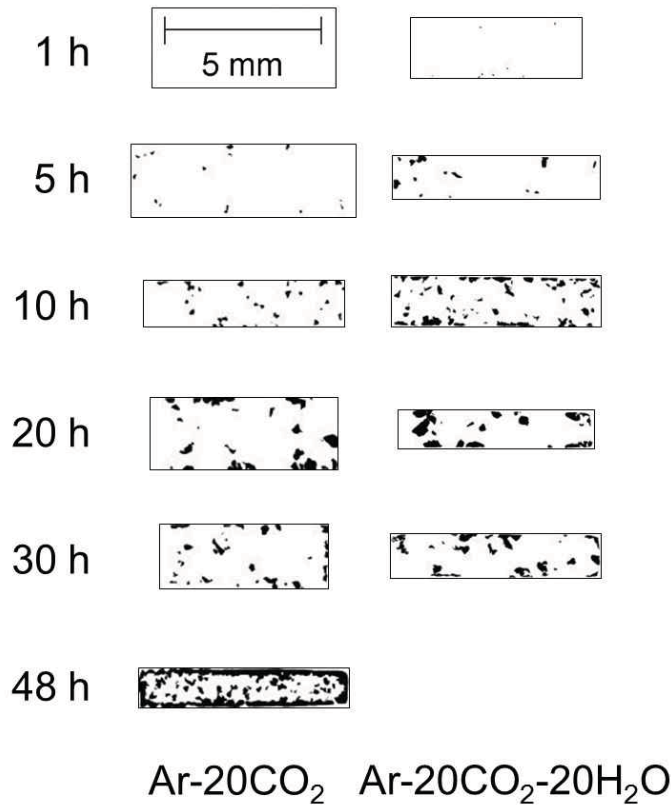 1 h
5 mm
5 h
10 h
20 h
30 h
48 h
Ar-20CO₂ Ar-20CO₂-20H₂O